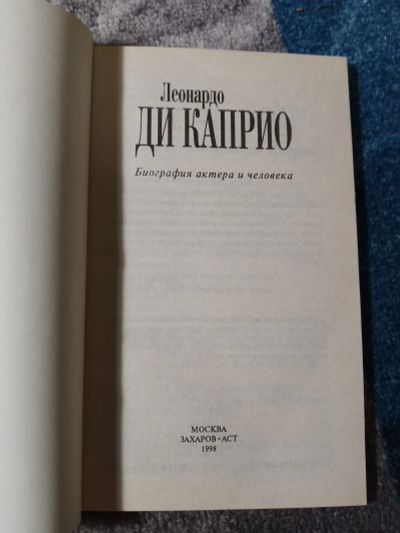 Леонардо
ДИ КАПРИО
Биография актера и человека
МОСКВА
ЗАХАРОВ • АСТ
1998